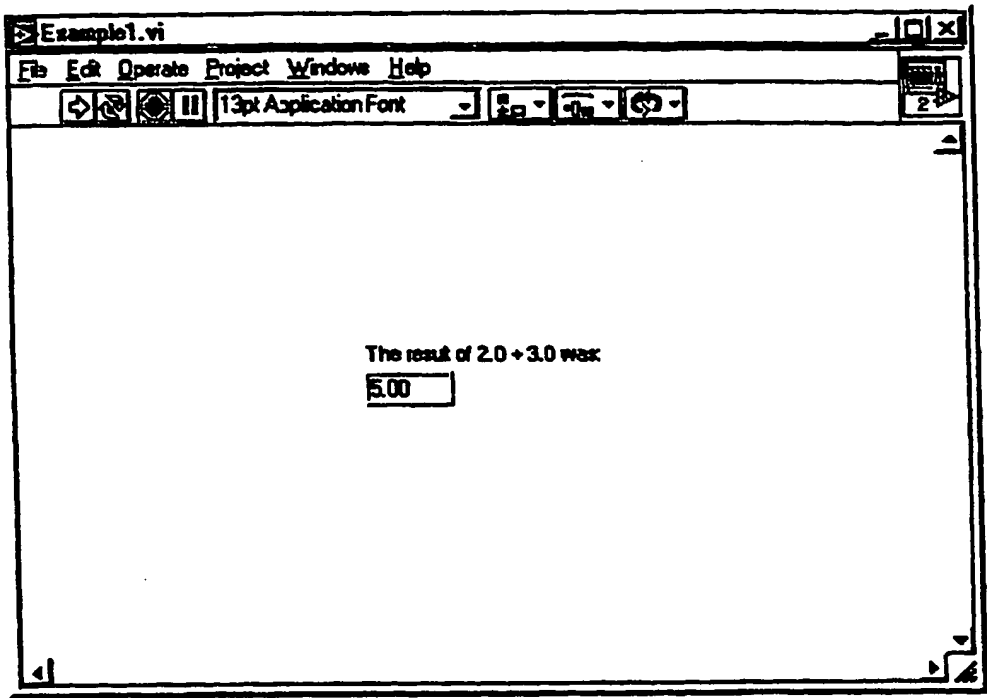 Example1.vi
File Edit Operate Project Windows Help
13pt Application Font
2
The result of 2.0 + 3.0 was:
5.00